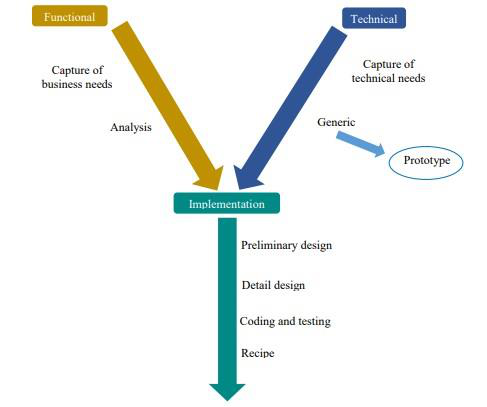 Functional
Technical
Capture of
business needs
Capture of
technical needs
Analysis
Generic
Prototype
Implementation
Preliminary design
Detail design
Coding and testing
Recipe